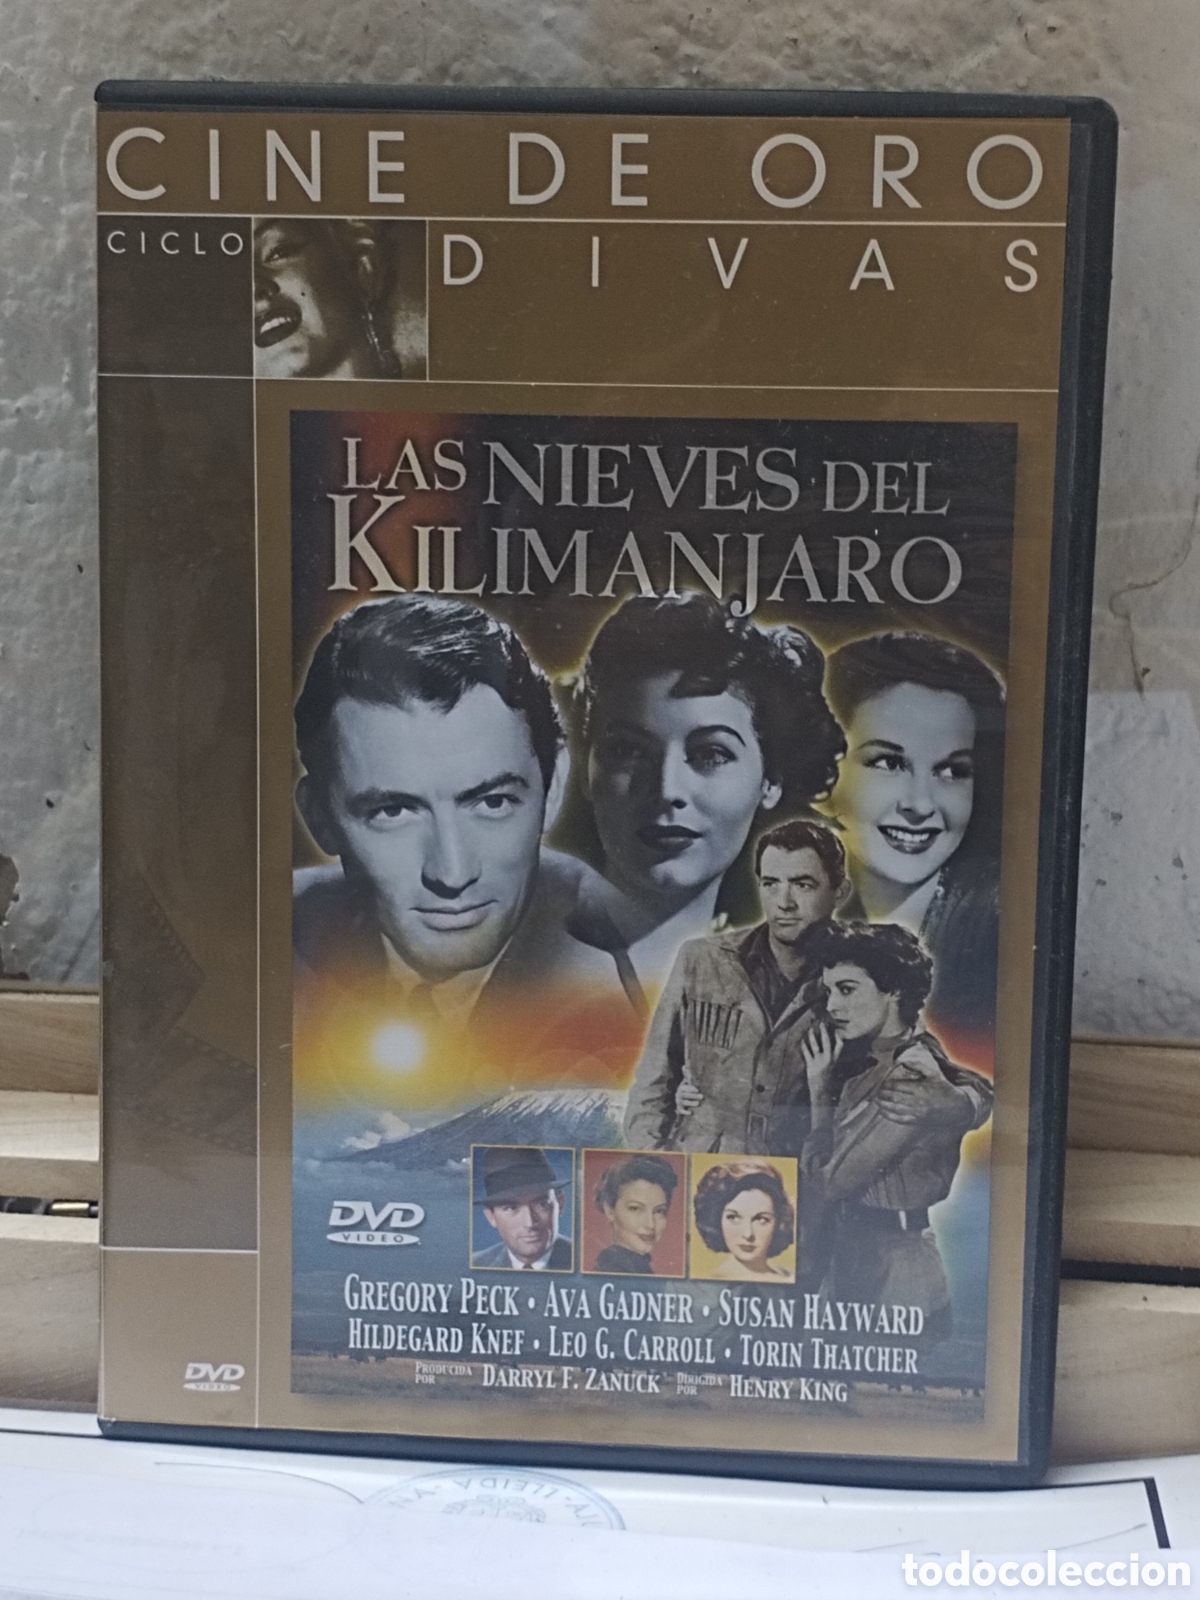 CINE DE ORO
CICLO
DIVAS
LAS NIEVES DEL
KILIMANJARO
DVD
VIDEO
GREGORY PECK • AVA GADNER • SUSAN HAYWARD
HILDEGARD KNEF • LEO G. CARROLL • TORIN THATCHER
PRODUCIDA POR DARRYL F. ZANUCK DIRIGIDA POR HENRY KING
DVD
VIDEO
LLEIDA
todocoleccion